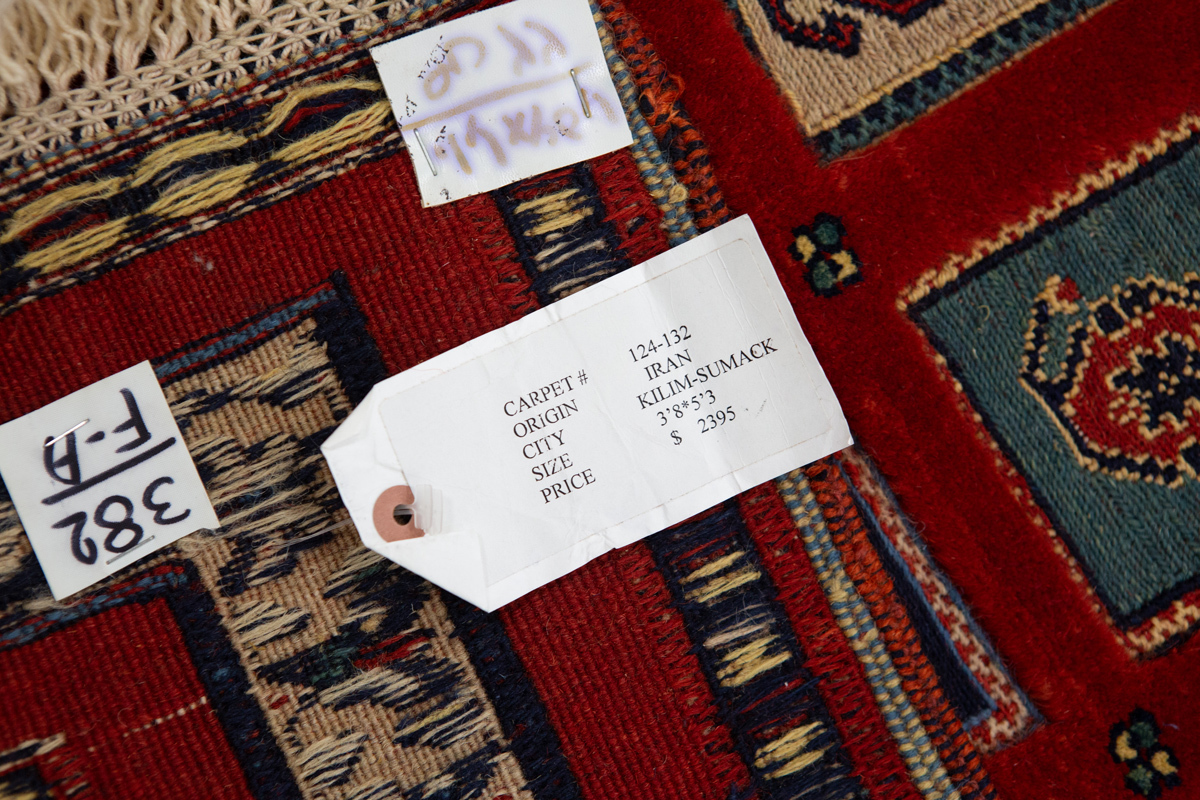 CARPET # 124-132
ORiGIN IRAN
CITY KILIM-SUMACK
SIZE 3'8*5'3
PRICE $ 2395
382
F-A